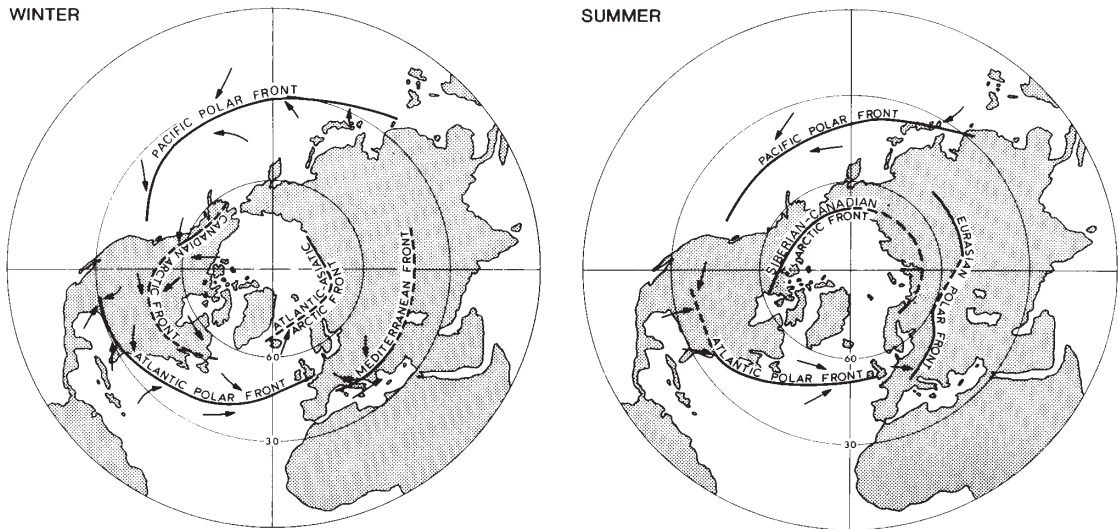 WINTER
PACIFIC POLAR FRONT
CANADIAN
ARCTIC FRONT
ATLANTIC ASIATIC
ARCTIC FRONT
MEDITERRANEAN FRONT
60
ATLANTIC POLAR FRONT
30
SUMMER
PACIFIC POLAR FRONT
SIBERIAN-CANADIAN
ARCTIC FRONT
EURASIAN POLAR FRONT
60
ATLANTIC POLAR FRONT
30